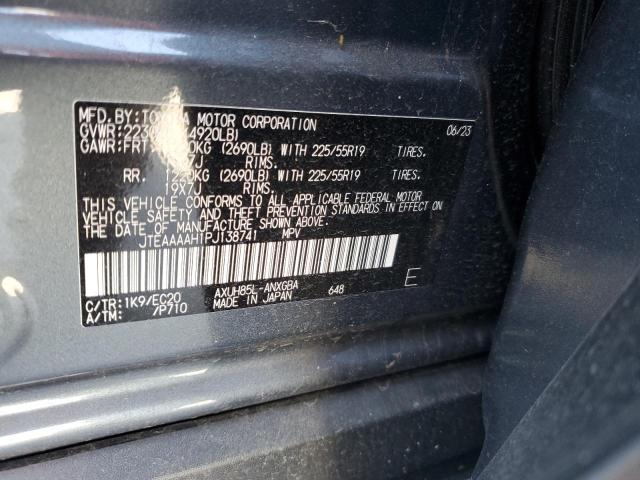 MFD. BY: TOYOTA MOTOR CORPORATION 06/23
GVWR: 4920LB)
GAWR: FRT (2690LB) WITH 225/55R19 TIRES.
RIMS.
RR. 1220KG (2690LB) WITH 225/55R19 TIRES.
19X7J RIMS.
THIS VEHICLE CONFORMS TO ALL APPLICABLE FEDERAL MOTOR
VEHICLE SAFETY AND THEFT PREVENTION STANDARDS IN EFFECT ON
THE DATE OF MANUFACTURE SHOWN ABOVE.
JTEAAAAH1PJ138741 MPV
E
C/TR: 1K9/EC20 AXUH85L-ANXGBA 648
A/TM: /P710 MADE IN JAPAN